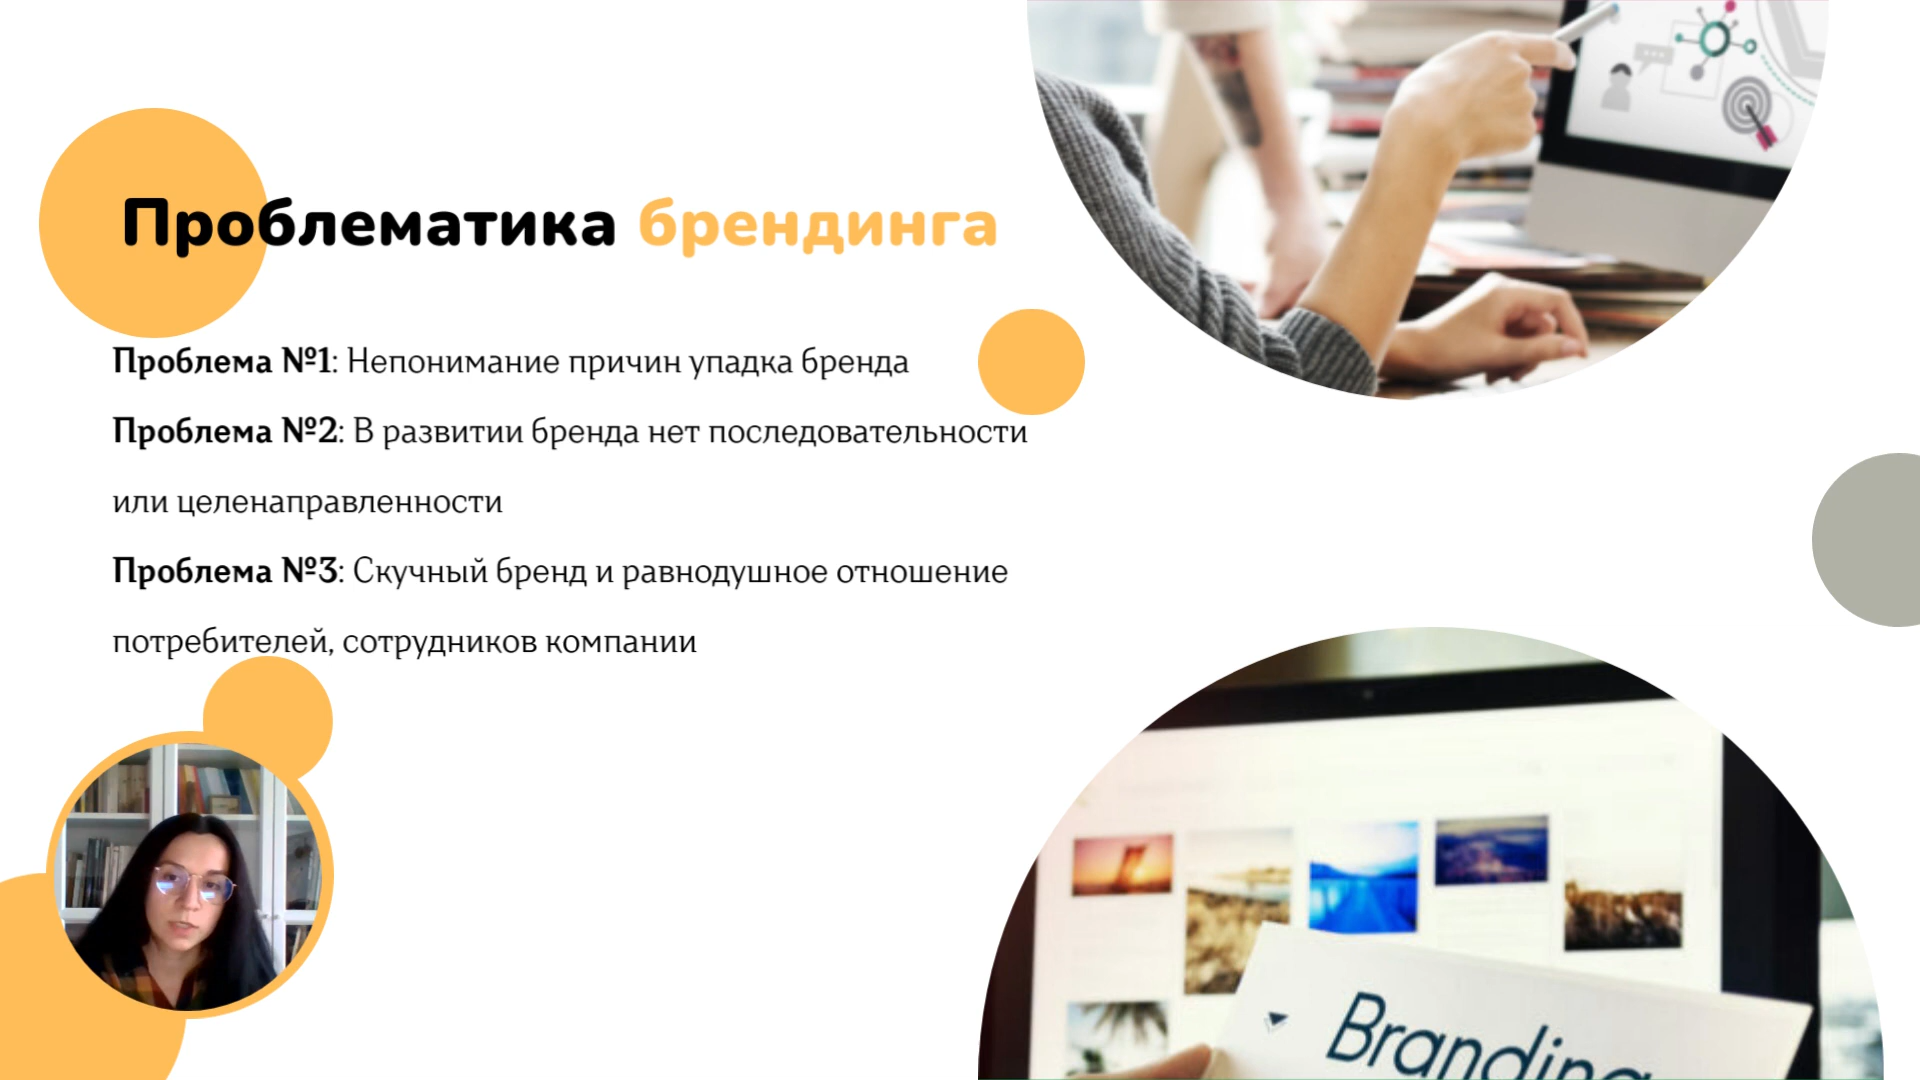 Проблематика брендинга
Проблема №1: Непонимание причин упадка бренда
Проблема №2: В развитии бренда нет последовательности
или целенаправленности
Проблема №3: Скучный бренд и равнодушное отношение
потребителей, сотрудников компании
Branding